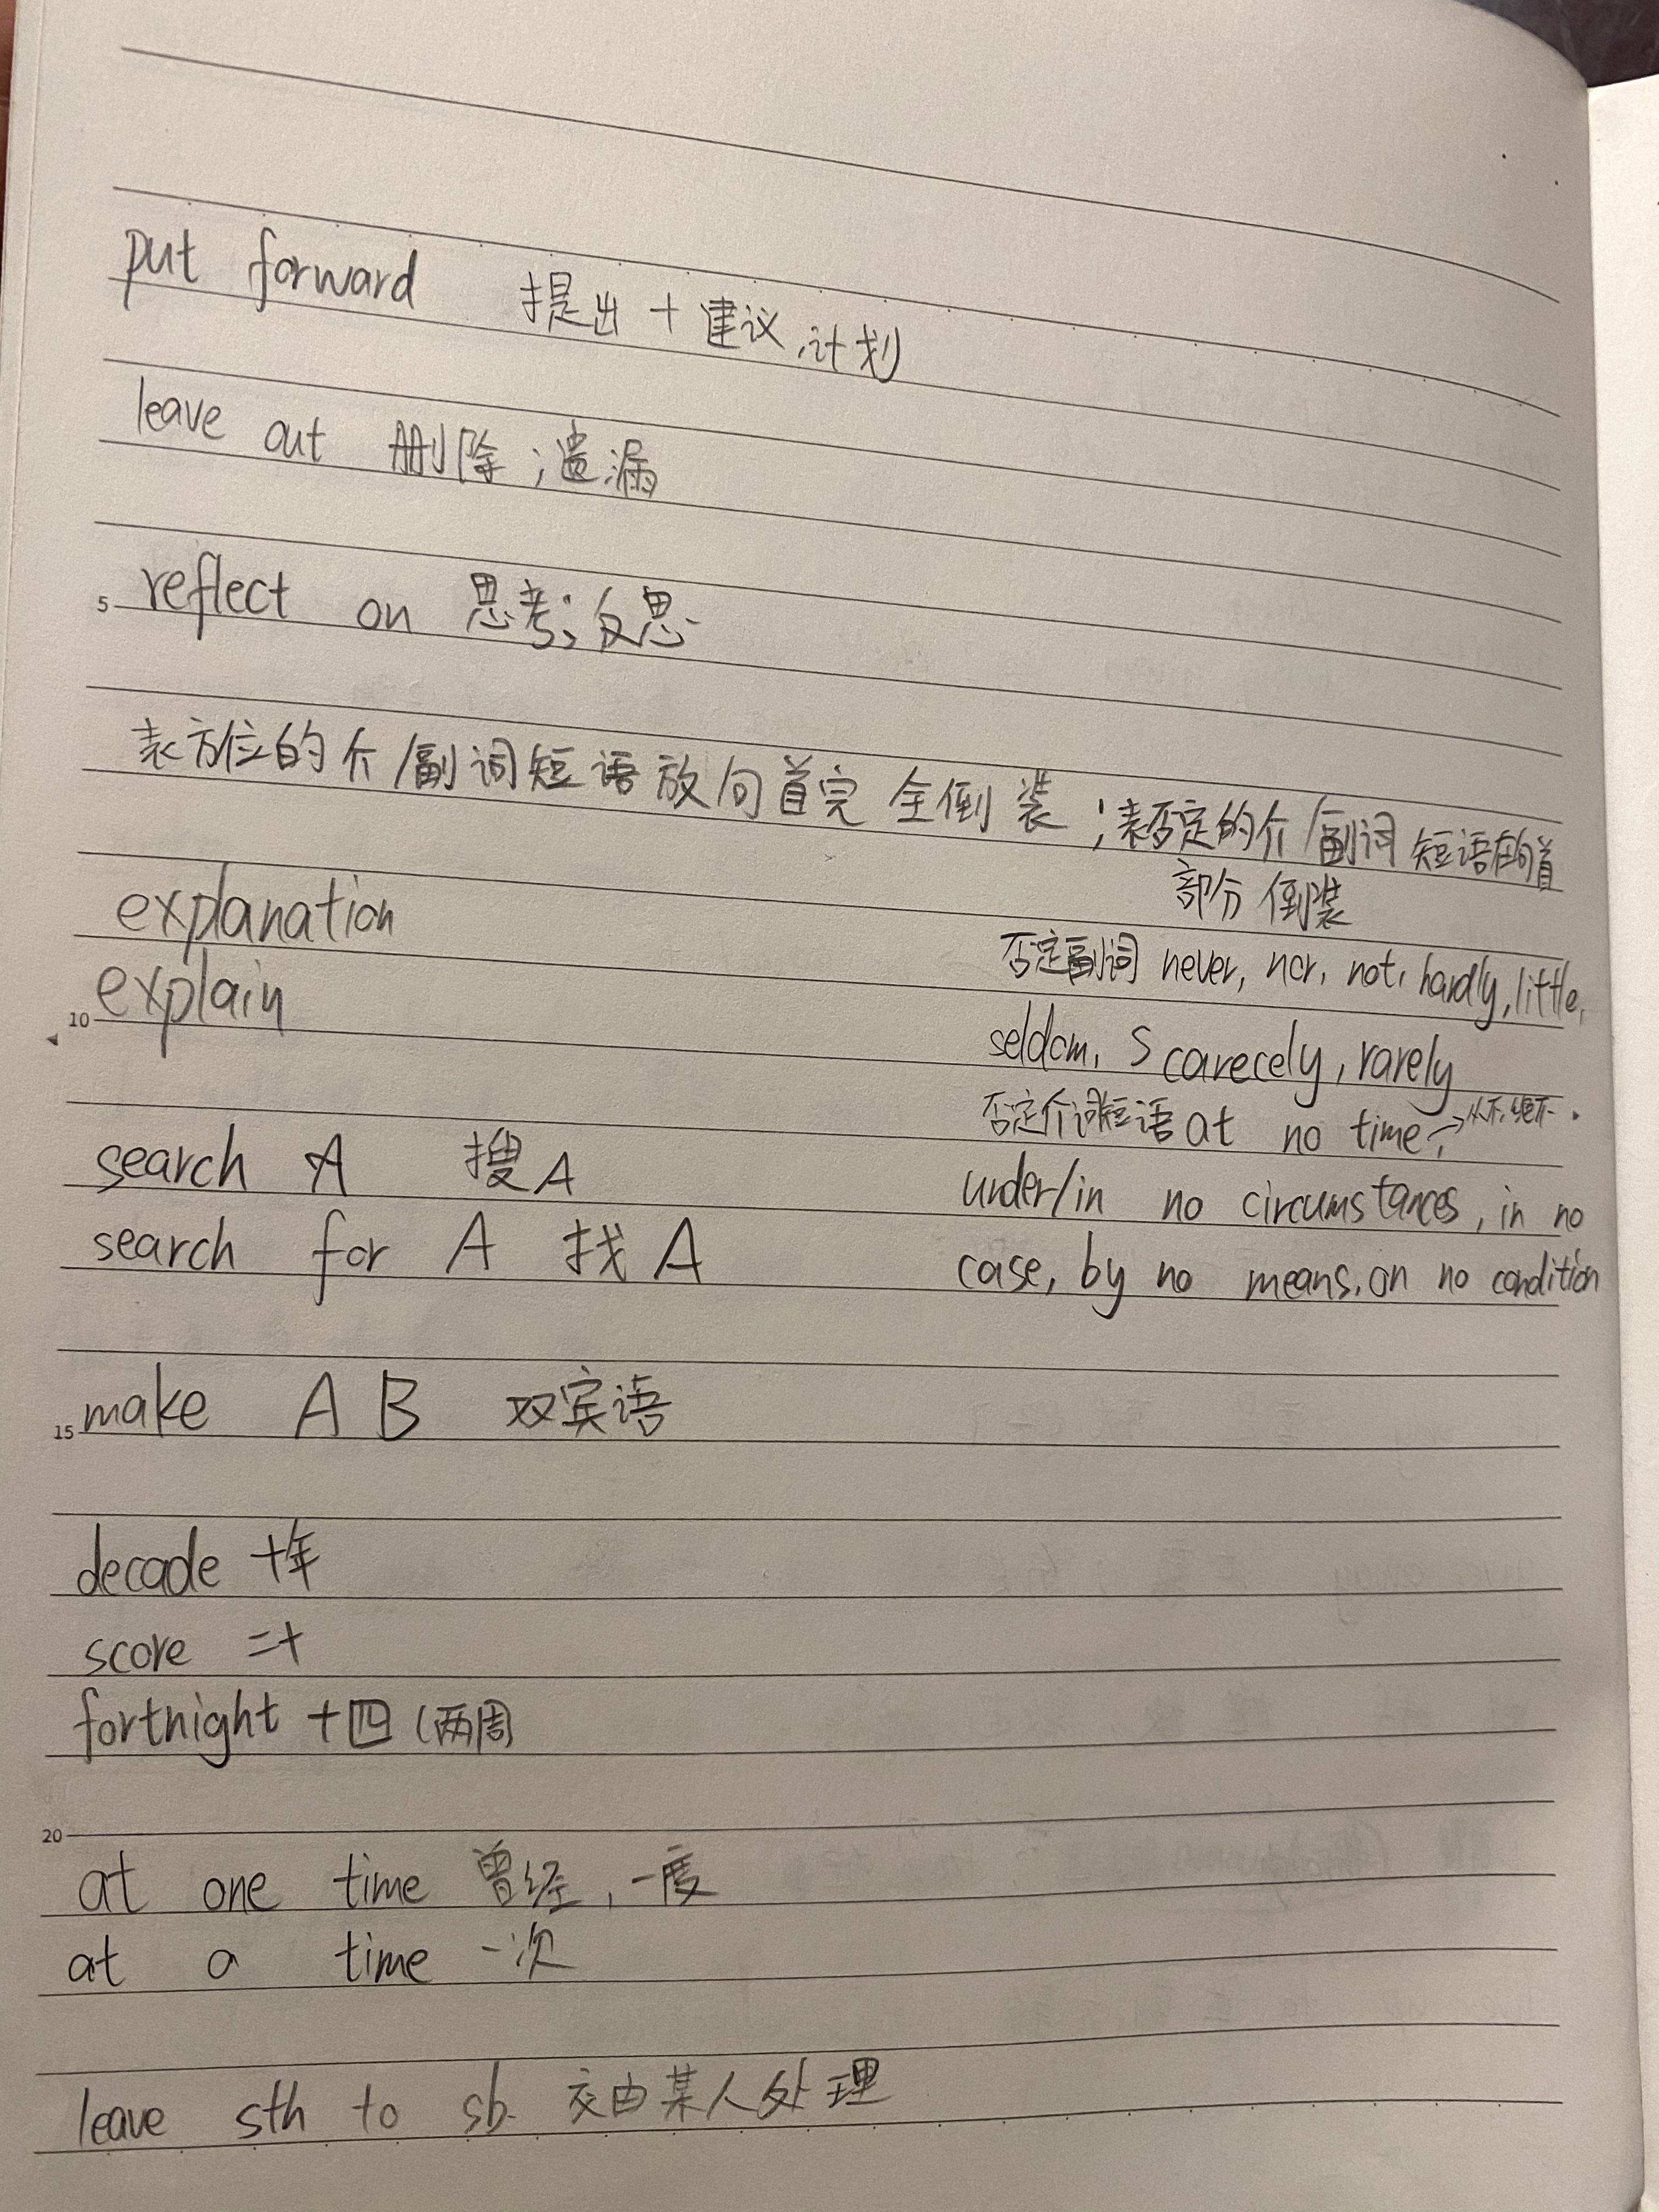 put forward 提出 + 建议 计划
leave out 删除；遗漏
5 reflect on 思考；反思
表方位的介/副词短语放句首完全倒装；表否定的介/副词短语放句首
部分倒装
explanation
否定副词 never, nor, not, hardly, little,
10 explain
seldom, scarecely, rarely
否定介词短语 at no time,
search A 搜A
under/in no circumstances, in no
search for A 找A
case, by no means, on no condition
15 make A B 双宾语
decade 十年
score 二十
fortnight 十四 (两周
20
at one time 曾经，一度
at a time 一次
leave sth to sb 交由某人处理